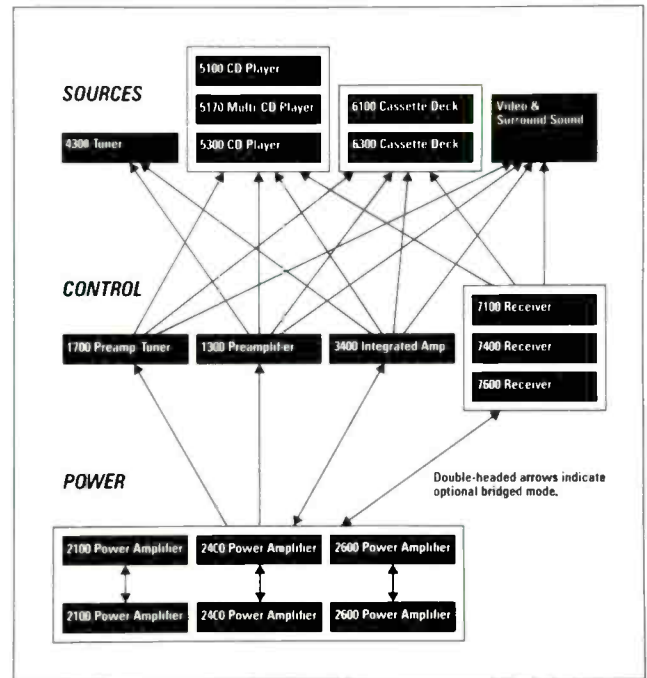 SOURCES
5100 CD Player
5170 Multi CD Player
5300 CD Player
4300 Tuner
6100 Cassette Deck
6300 Cassette Deck
Video &
Surround Sound
CONTROL
1700 Preamp Tuner
1300 Preamplifier
3400 Integrated Amp
7100 Receiver
7400 Receiver
7600 Receiver
Double-headed arrows indicate
optional bridged mode.
POWER
2100 Power Amplifier
2400 Power Amplifier
2600 Power Amplifier
2100 Power Amplifier
2400 Power Amplifier
2600 Power Amplifier